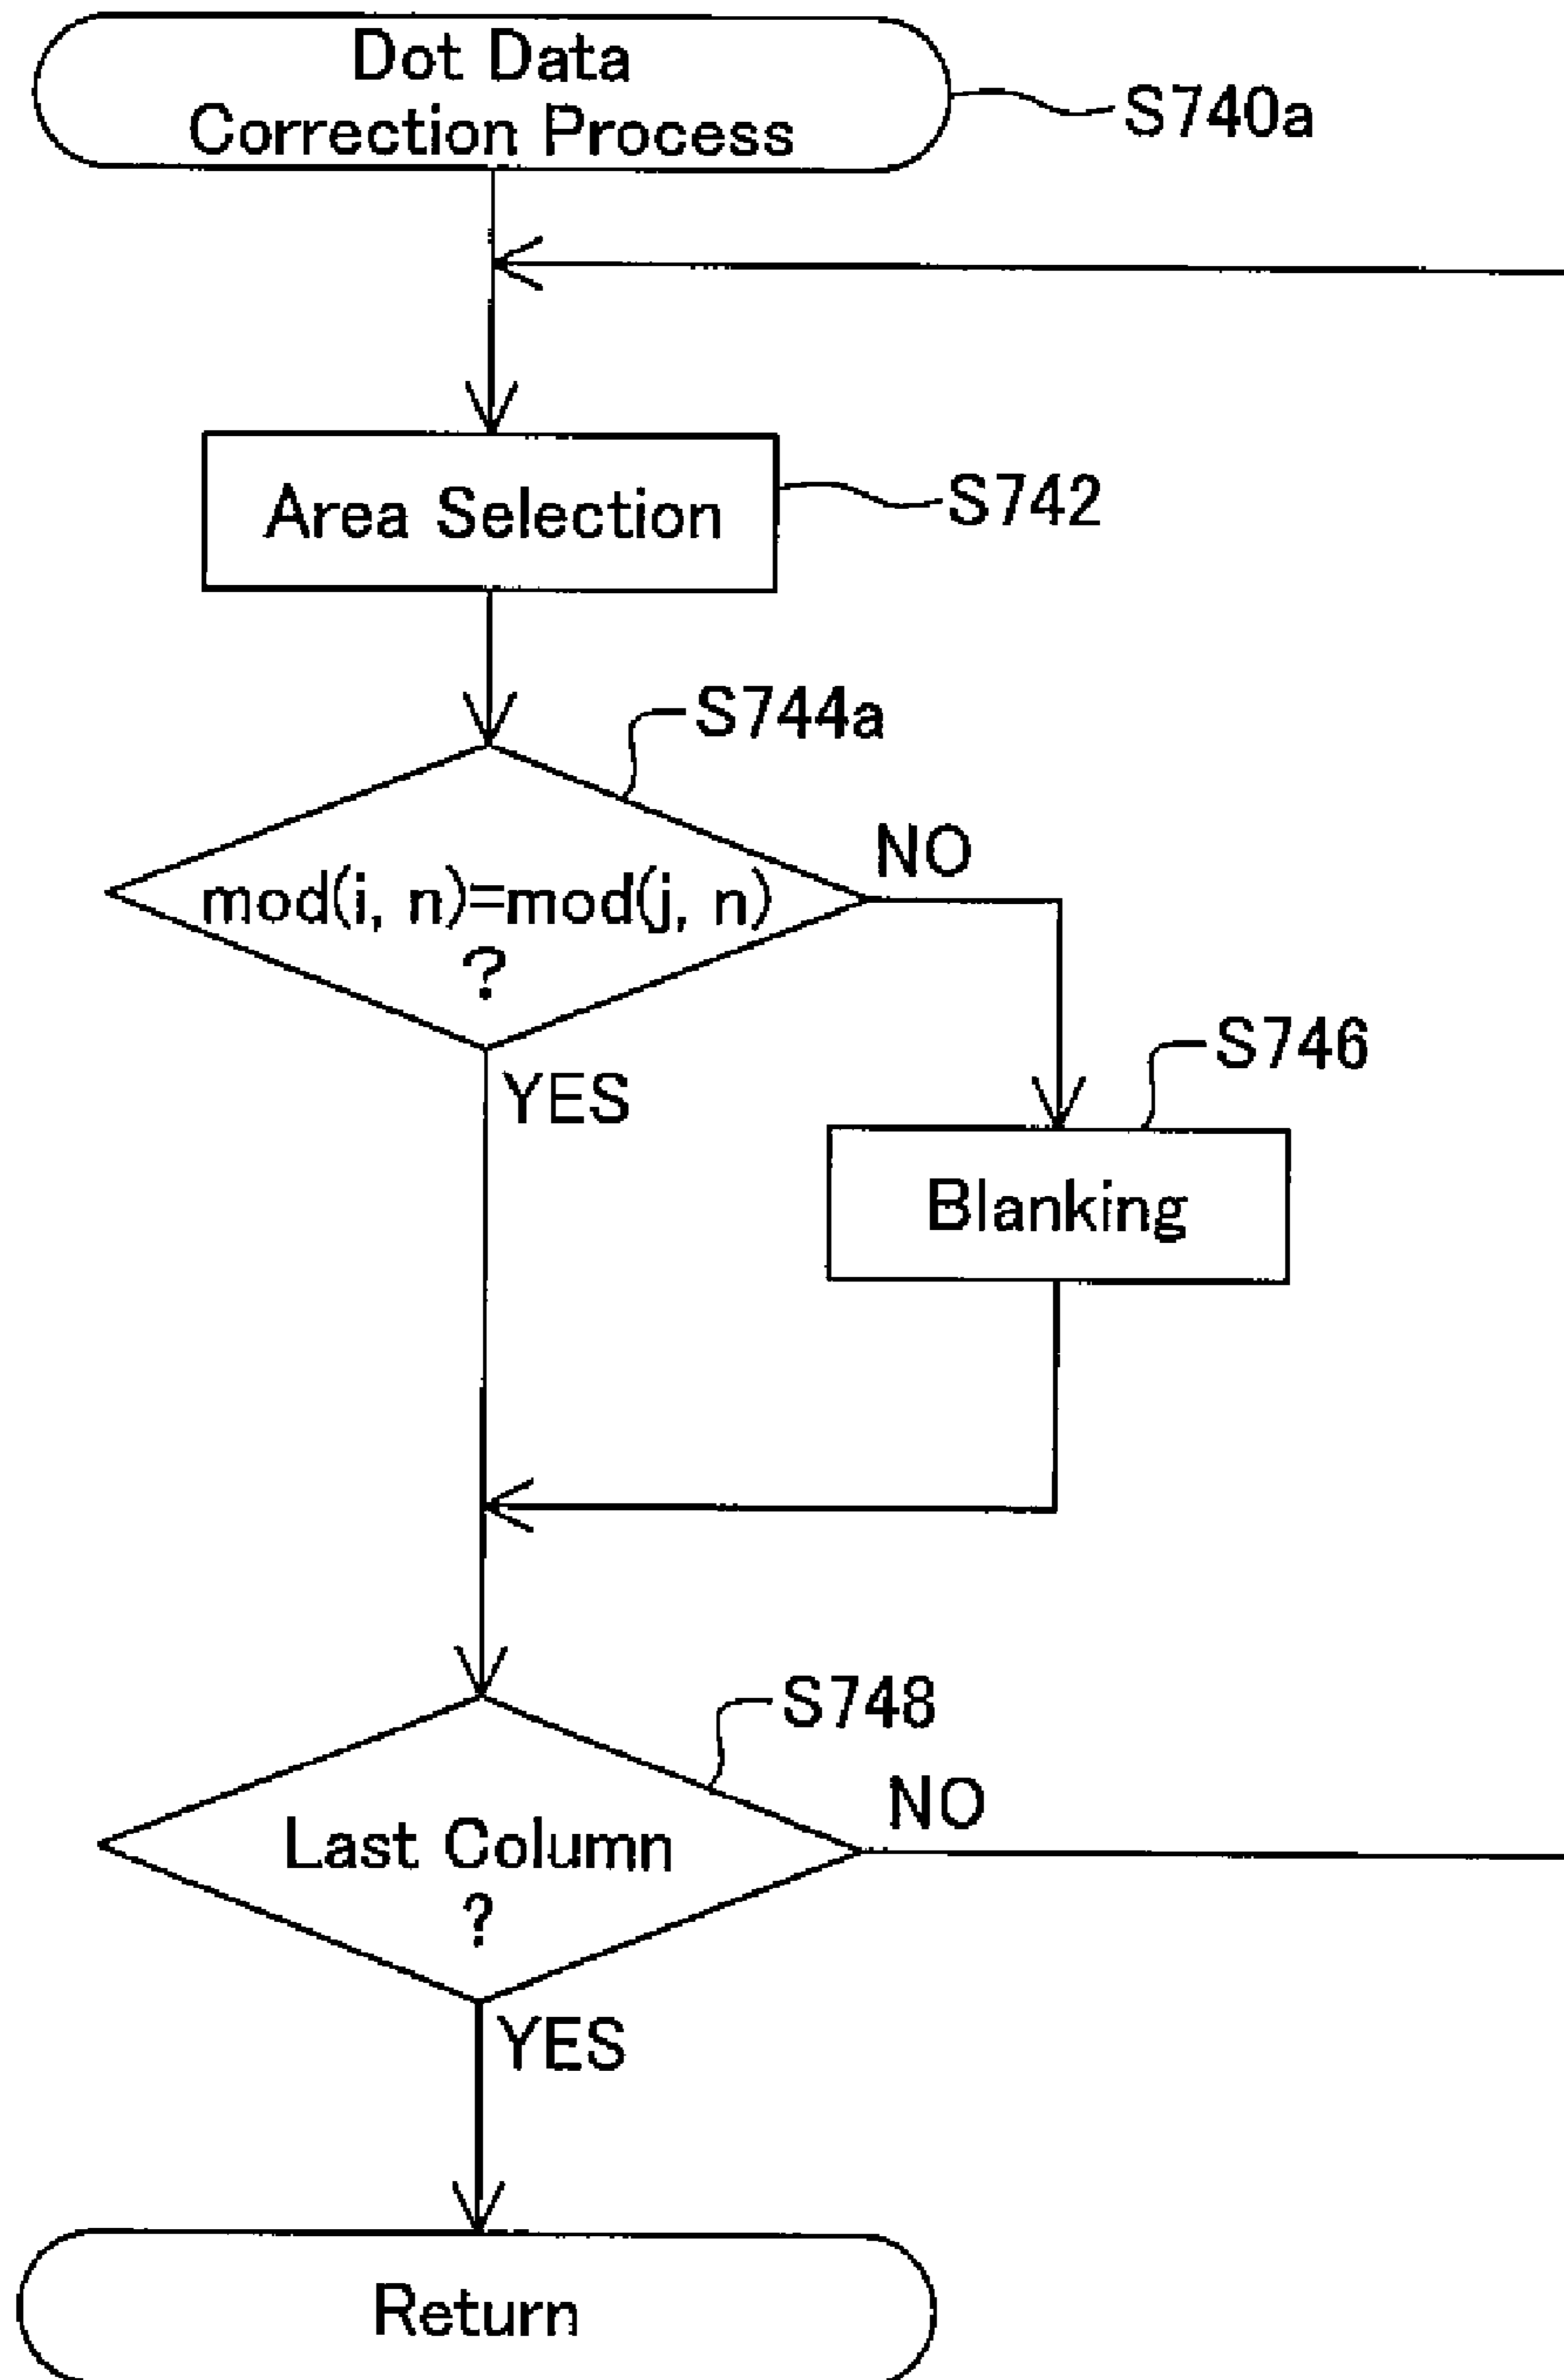 Dot Data
Correction Process
S740a
Area Selection
S742
S744a
mod(i, n)=mod(j, n)
?
NO
YES
S746
Blanking
S748
Last Column
?
NO
YES
Return